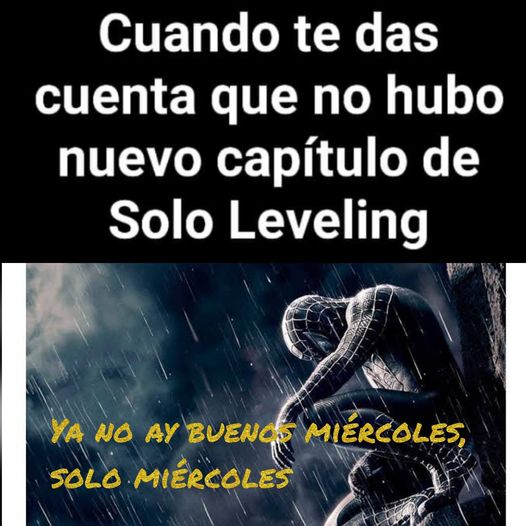 Cuando te das
cuenta que no hubo
nuevo capítulo de
Solo Leveling
Ya no ay buenos miércoles,
solo miércoles